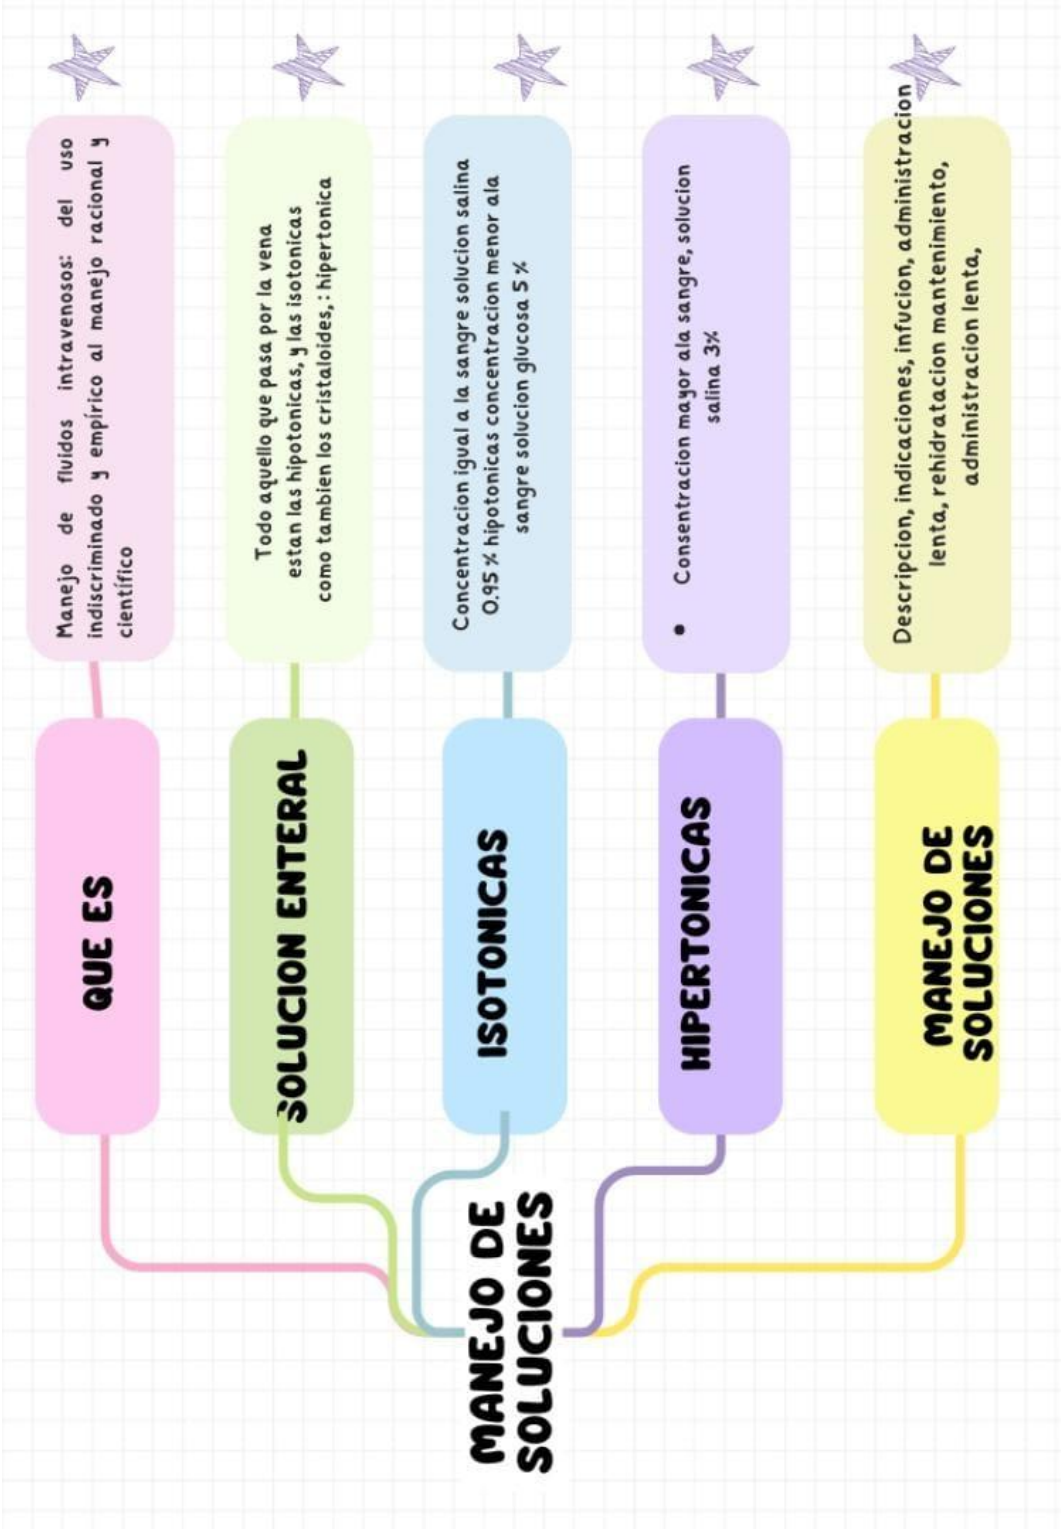 MANEJO DE
SOLUCIONES
QUE ES
Manejo de fluidos intravenosos: del uso
indiscriminado y empírico al manejo racional y
científico
SOLUCION ENTERAL
Todo aquello que pasa por la vena
estan las hipotonicas, y las isotonicas
como tambien los cristaloides, : hipertonica
ISOTONICAS
Concentracion igual a la sangre solucion salina
0.95 % hipotonicas concentracion menor ala
sangre solucion glucosa 5 %
HIPERTONICAS
• Consentracion mayor ala sangre, solucion
salina 3%
MANEJO DE
SOLUCIONES
Descripcion, indicaciones, infucion, administracion
lenta, rehidratacion mantenimiento,
administracion lenta,